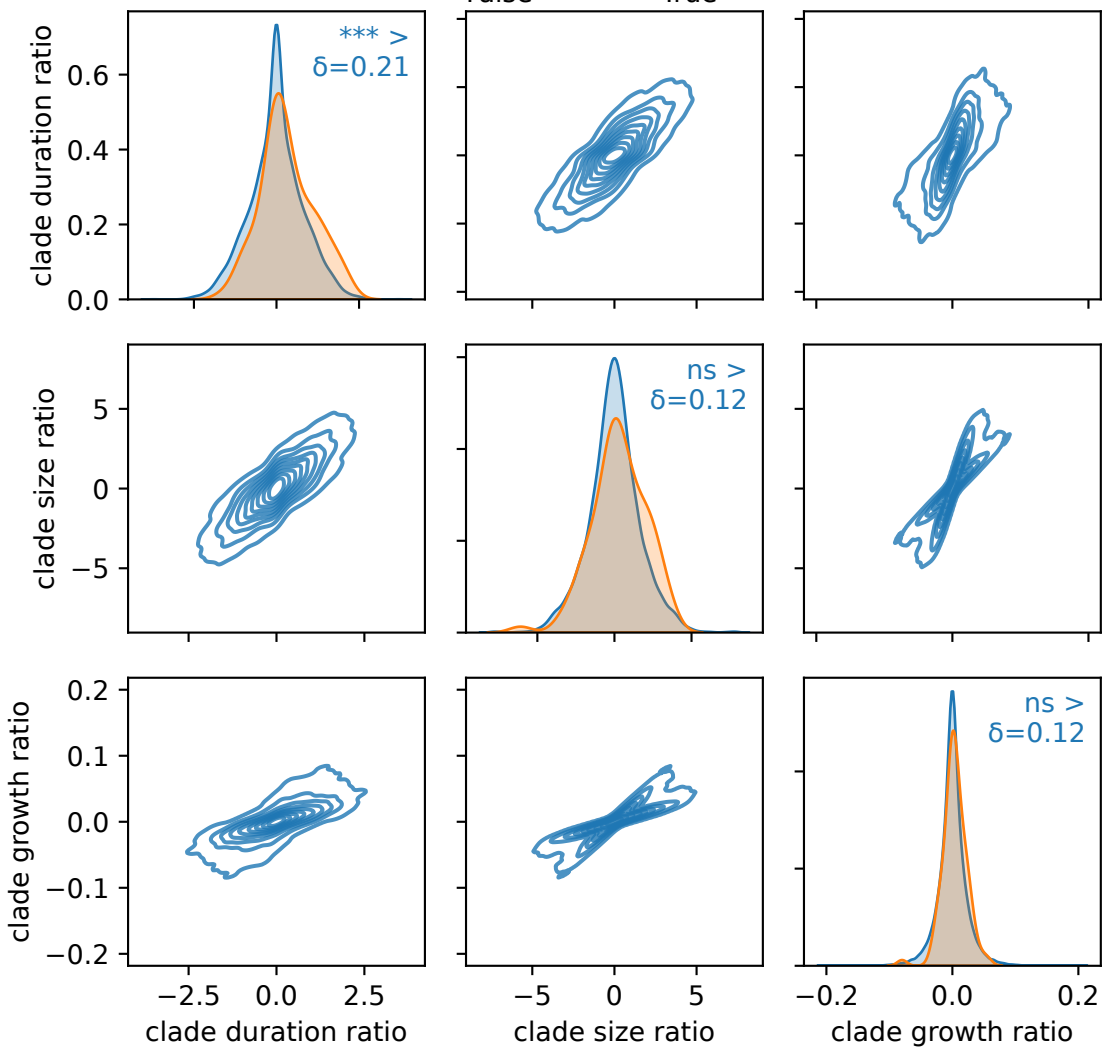 clade duration ratio
0.6
0.4
0.2
0.0
*** >
δ=0.21
clade size ratio
5
0
−5
ns >
δ=0.12
clade growth ratio
0.2
0.1
0.0
−0.1
−0.2
ns >
δ=0.12
−2.5 0.0 2.5
clade duration ratio
−5 0 5
clade size ratio
−0.2 0.0 0.2
clade growth ratio